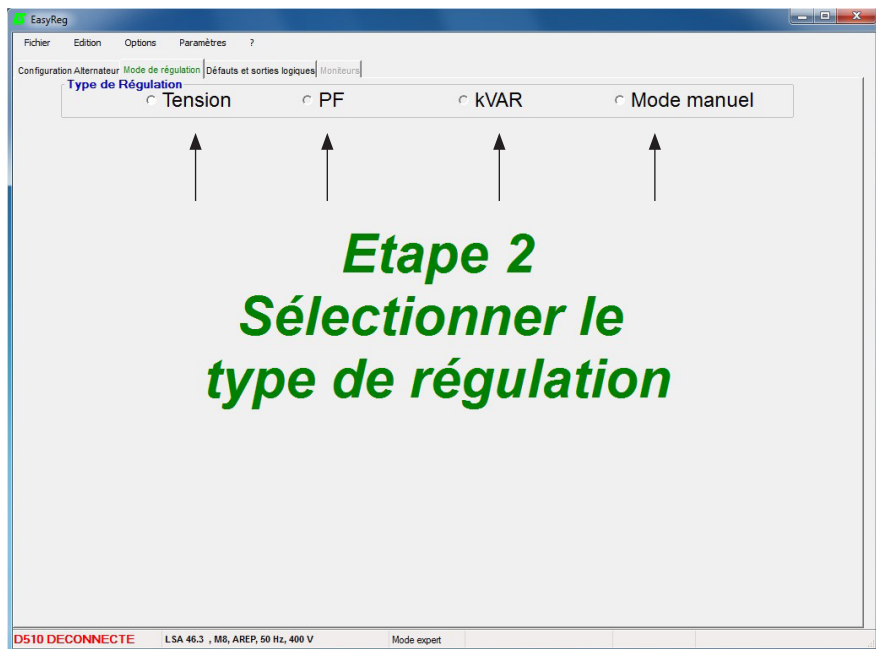 EasyReg
Fichier Edition Options Paramètres ?
Configuration Alternateur Mode de régulation Défauts et sorties logiques Moniteurs
Type de Régulation
Tension PF kVAR Mode manuel
Etape 2
Sélectionner le
type de régulation
D510 DECONNECTE LSA 46.3 , M8, AREP, 50 Hz, 400 V Mode expert